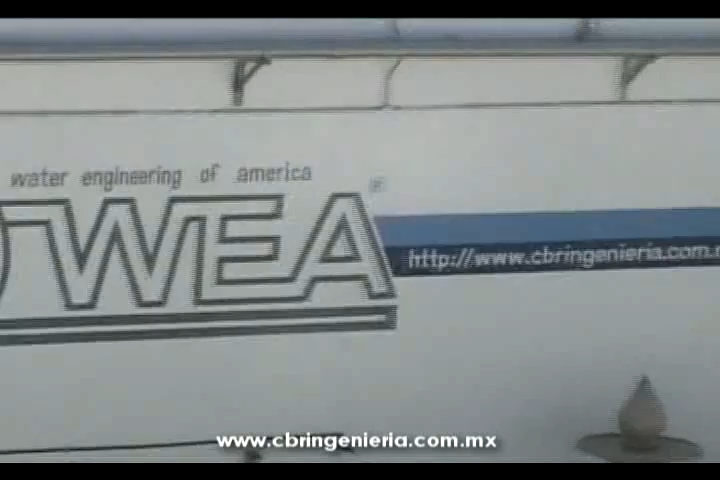 water engineering of america
WEA ®
http://www.cbringenieria.com.m
www.cbringenieria.com.mx